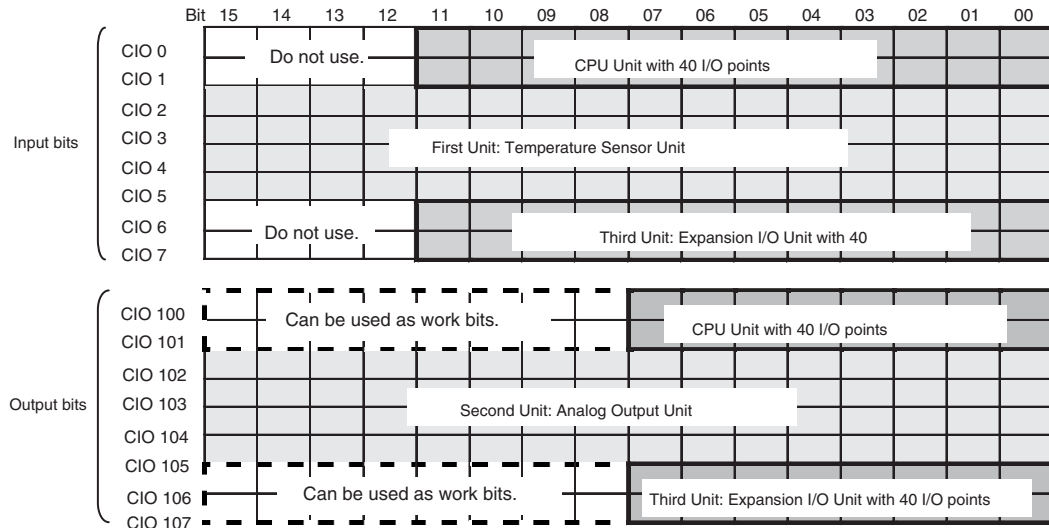 Bit 15 14 13 12 11 10 09 08 07 06 05 04 03 02 01 00
Input bits
CIO 0
CIO 1
CIO 2
CIO 3
CIO 4
CIO 5
CIO 6
CIO 7
Do not use.
CPU Unit with 40 I/O points
First Unit: Temperature Sensor Unit
Do not use.
Third Unit: Expansion I/O Unit with 40
Output bits
CIO 100
CIO 101
CIO 102
CIO 103
CIO 104
CIO 105
CIO 106
CIO 107
Can be used as work bits.
CPU Unit with 40 I/O points
Second Unit: Analog Output Unit
Can be used as work bits.
Third Unit: Expansion I/O Unit with 40 I/O points